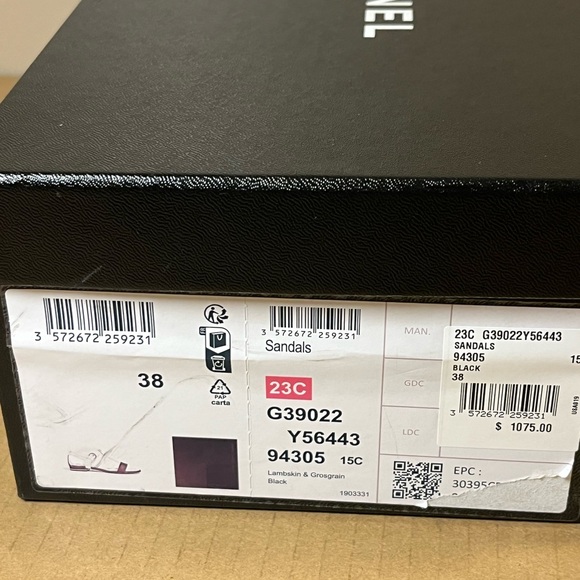 NEL
3 572672 259231
38
21
PAP
carta
3 572672 259231
Sandals
23C
G39022
Y56443
94305 15C
Lambskin & Grosgrain
Black
1903331
MAN.
GDC
LDC
EPC :
23C G39022Y56443
SANDALS
94305
BLACK
38
3 572672 259231
$ 1075.00